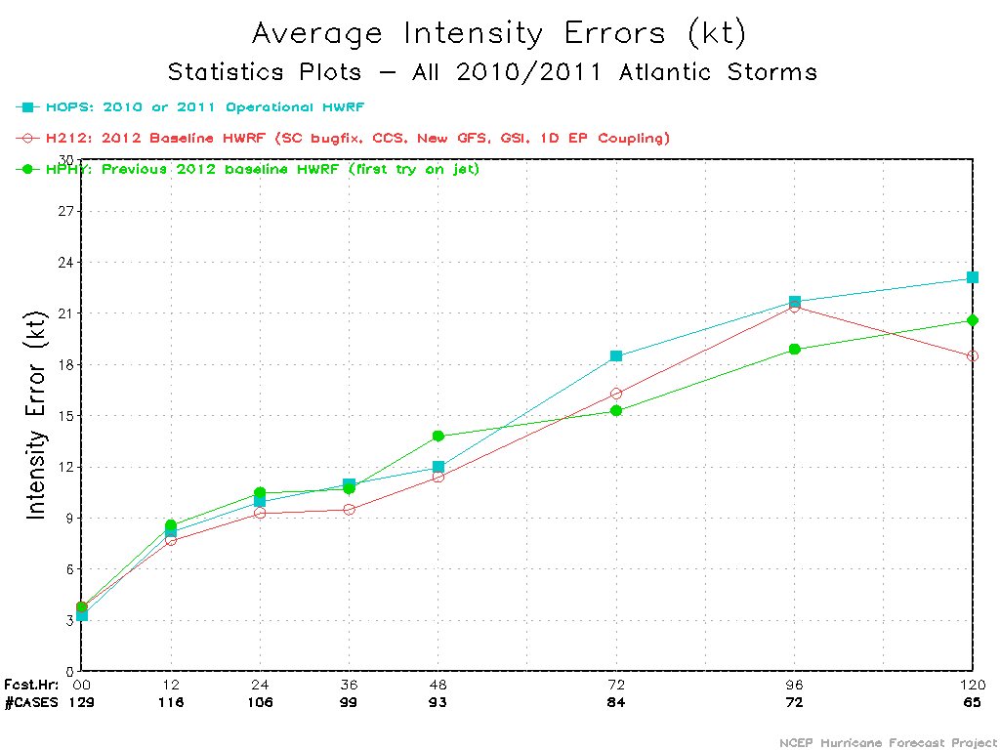 Average Intensity Errors (kt)
Statistics Plots – All 2010/2011 Atlantic Storms
HOPS: 2010 or 2011 Operational HWRF
H212: 2012 Baseline HWRF (SC bugfix, CCS, New GFS, GSI, 1D EP Coupling)
HPHY: Previous 2012 baseline HWRF (first try on jet)
30
27
24
21
18
15
12
9
6
3
0
Intensity Error (kt)
Fcst.Hr: 00 12 24 36 48 72 96 120
#CASES 129 116 106 99 93 84 72 65
NCEP Hurricane Forecast Project